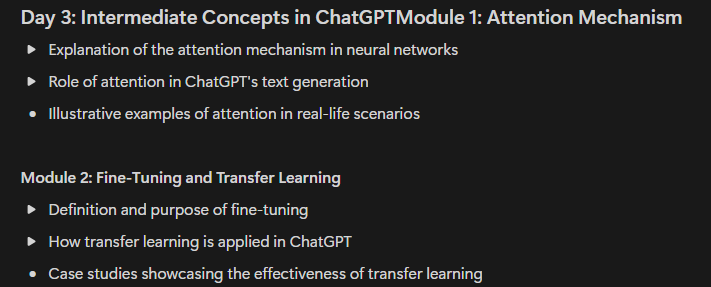 Day 3: Intermediate Concepts in ChatGPTModule 1: Attention Mechanism
Explanation of the attention mechanism in neural networks
Role of attention in ChatGPT's text generation
Illustrative examples of attention in real-life scenarios
Module 2: Fine-Tuning and Transfer Learning
Definition and purpose of fine-tuning
How transfer learning is applied in ChatGPT
Case studies showcasing the effectiveness of transfer learning